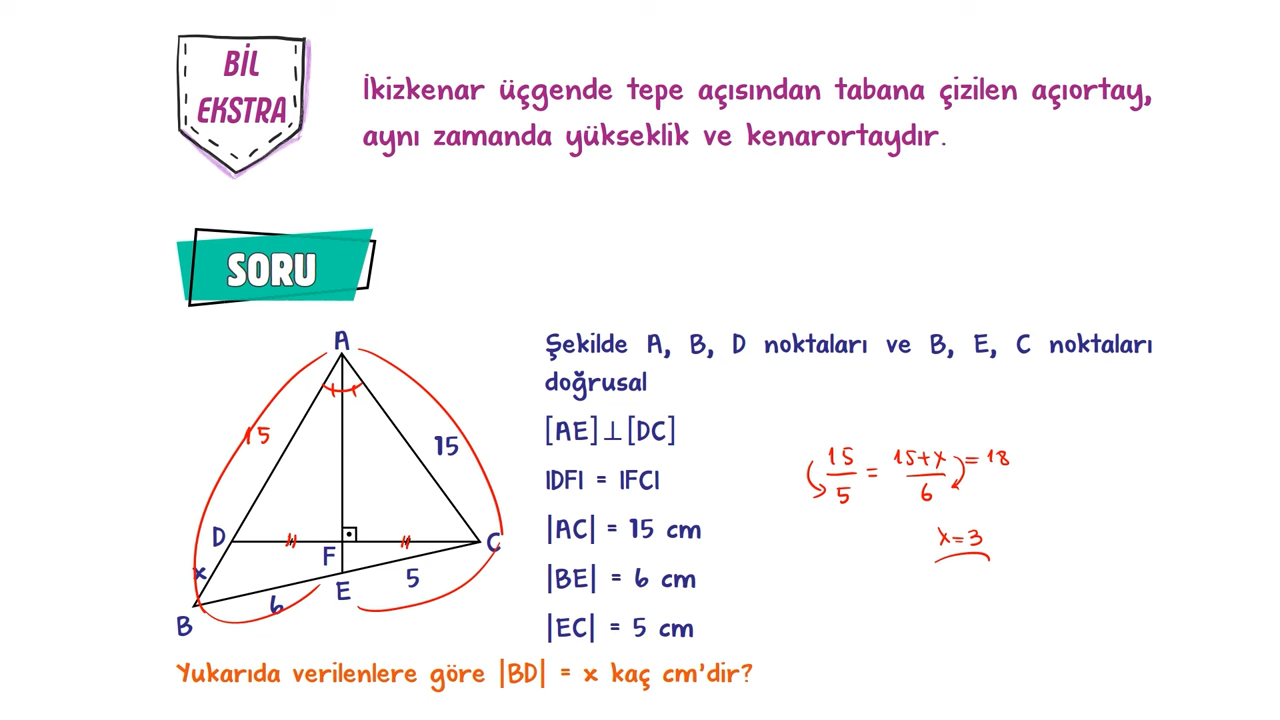 BİL
EKSTRA
İkizkenar üçgende tepe açısından tabana çizilen açıortay,
aynı zamanda yükseklik ve kenarortaydır.
SORU
A
15
15
D
F
C
x
E
5
6
B
Şekilde A, B, D noktaları ve B, E, C noktaları
doğrusal
[AE]⊥[DC]
|DF| = |FC|
|AC| = 15 cm
|BE| = 6 cm
|EC| = 5 cm
15/5 = 15+x/6 = 18
x=3
Yukarıda verilenlere göre |BD| = x kaç cm'dir?